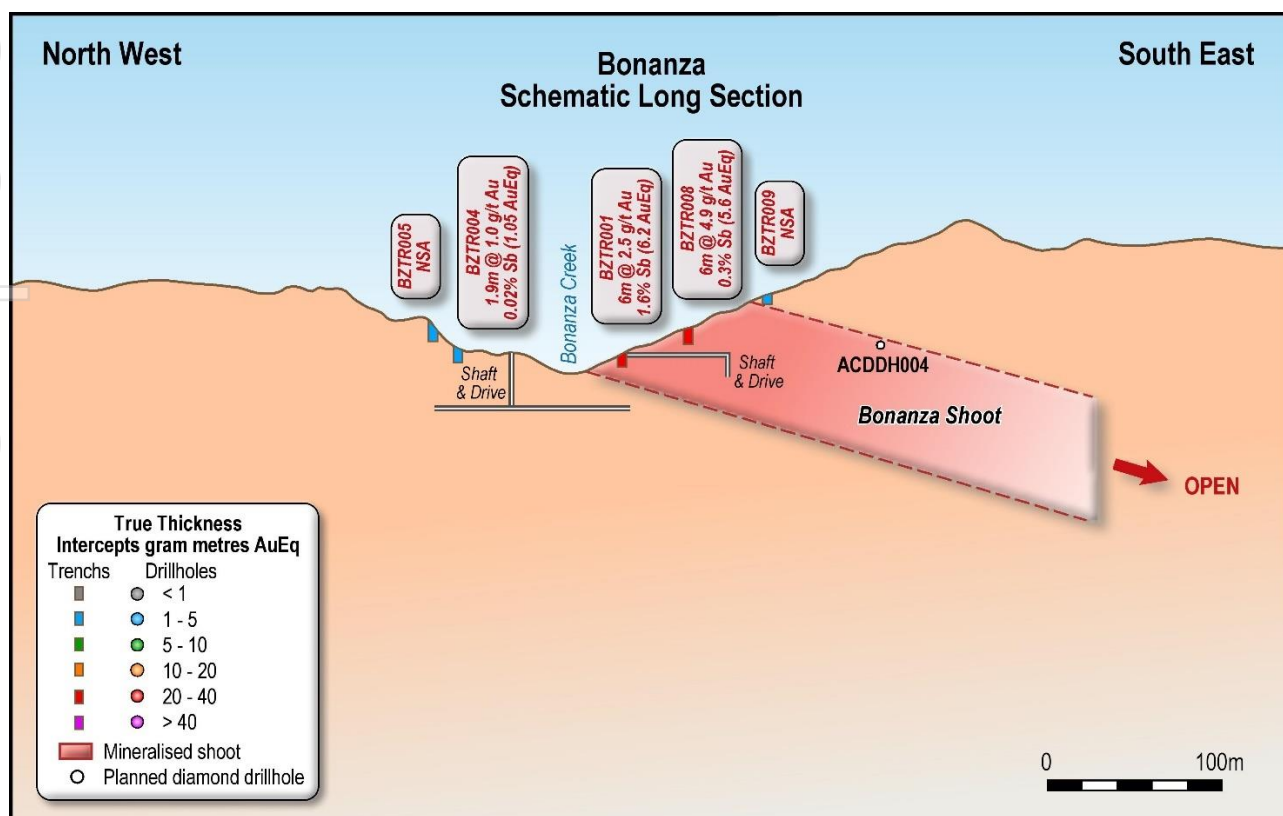 North West
Bonanza
Schematic Long Section
South East
BZTR005
NSA
BZTR004
1.9m @ 1.0 g/t Au
0.02% Sb (1.05 AuEq)
Bonanza Creek
BZTR001
6m @ 2.5 g/t Au
1.6% Sb (6.2 AuEq)
BZTR008
6m @ 4.9 g/t Au
0.3% Sb (5.6 AuEq)
BZTR009
NSA
Shaft
& Drive
Shaft
& Drive
ACDDH004
Bonanza Shoot
OPEN
True Thickness
Intercepts gram metres AuEq
Trenchs Drillholes
< 1
1 - 5
5 - 10
10 - 20
20 - 40
> 40
Mineralised shoot
Planned diamond drillhole
0 100m